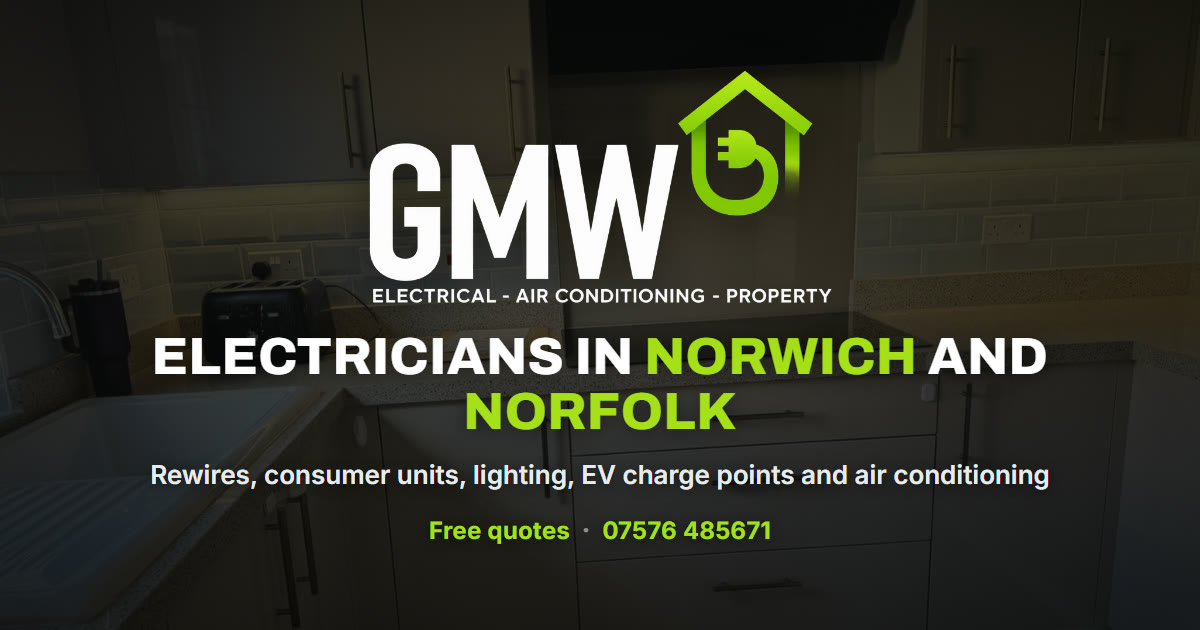 GMW
ELECTRICAL - AIR CONDITIONING - PROPERTY
ELECTRICIANS IN NORWICH AND
NORFOLK
Rewires, consumer units, lighting, EV charge points and air conditioning
Free quotes · 07576 485671